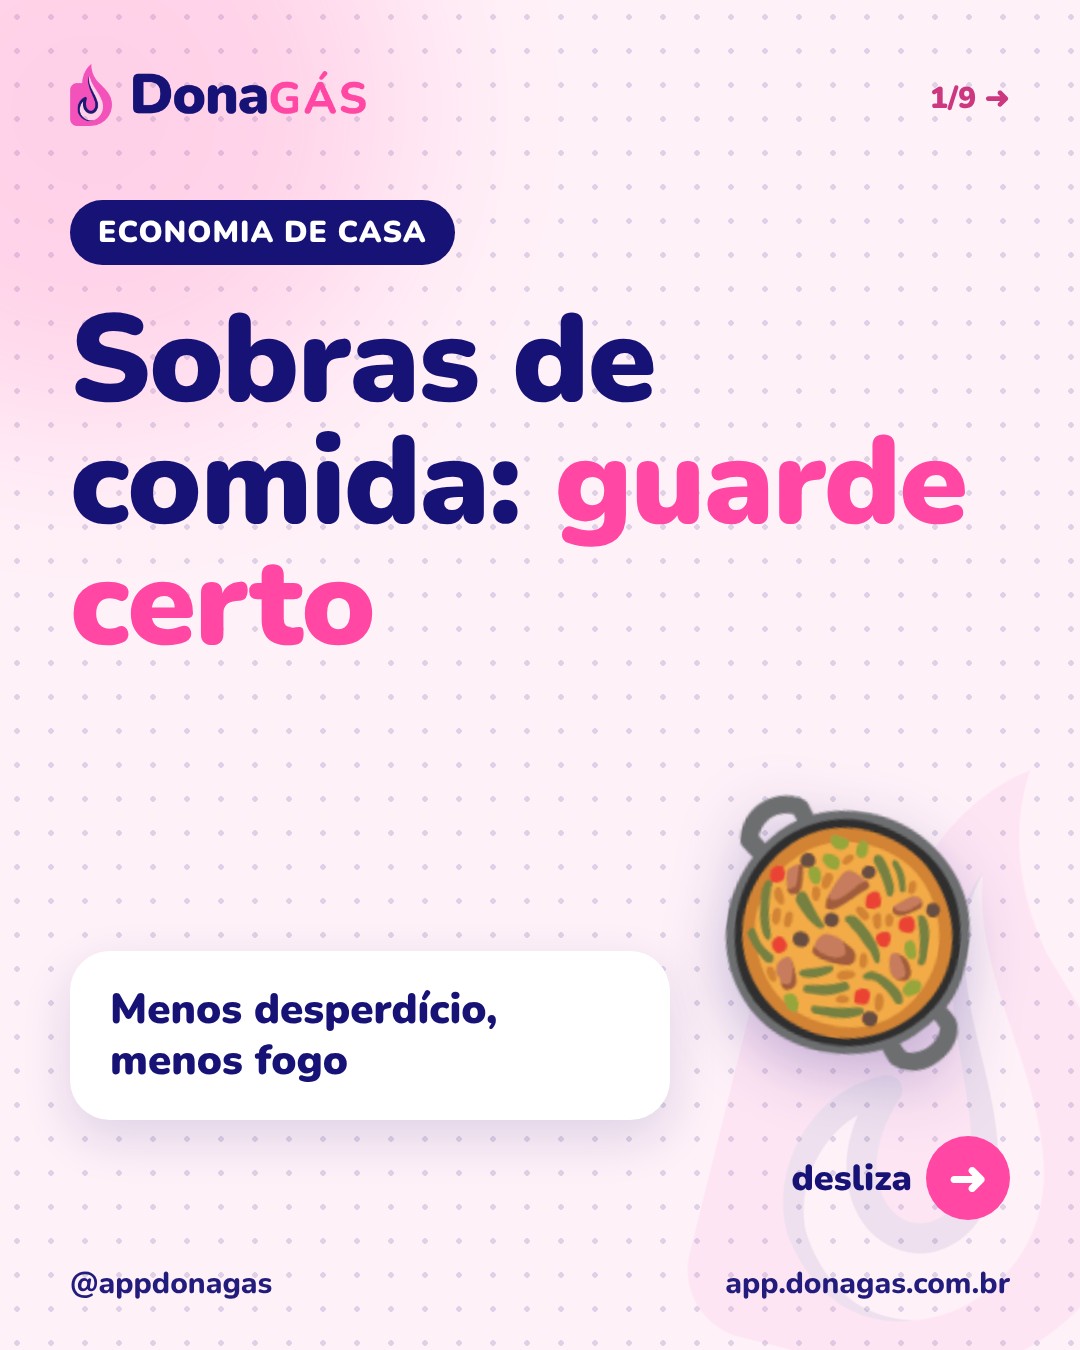 DonaGÁS
1/9 ➜
ECONOMIA DE CASA
Sobras de
comida: guarde
certo
Menos desperdício,
menos fogo
desliza ➜
@appdonagas
app.donagas.com.br